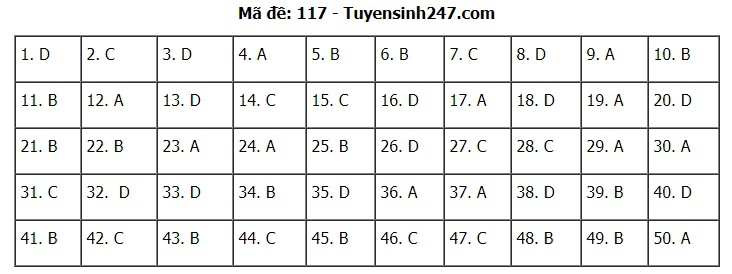 Mã đề: 117 - Tuyensinh247.com
1. D 2. C 3. D 4. A 5. B 6. B 7. C 8. D 9. A 10. B
11. B 12. A 13. D 14. C 15. C 16. D 17. A 18. D 19. A 20. D
21. B 22. B 23. A 24. A 25. B 26. D 27. C 28. C 29. A 30. A
31. C 32. D 33. D 34. B 35. D 36. A 37. A 38. D 39. B 40. D
41. B 42. C 43. B 44. C 45. B 46. C 47. C 48. B 49. B 50. A